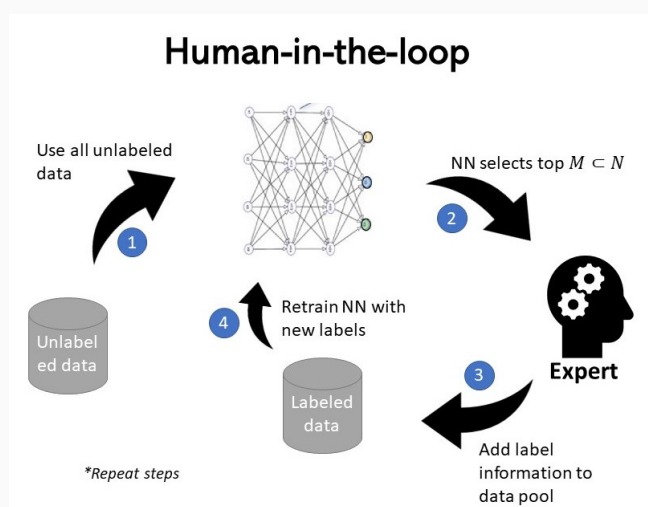 Human-in-the-loop
Use all unlabeled
data
1
NN selects top M ⊂ N
2
Unlabel
ed data
4
Retrain NN with
new labels
Labeled
data
Expert
3
Add label
information to
data pool
*Repeat steps